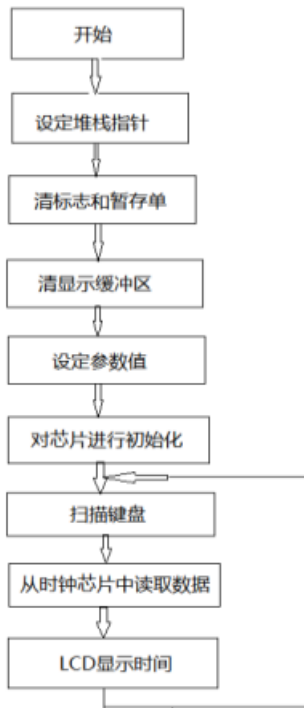 开始
设定堆栈指针
清标志和暂存单
清显示缓冲区
设定参数值
对芯片进行初始化
扫描键盘
从时钟芯片中读取数据
LCD显示时间